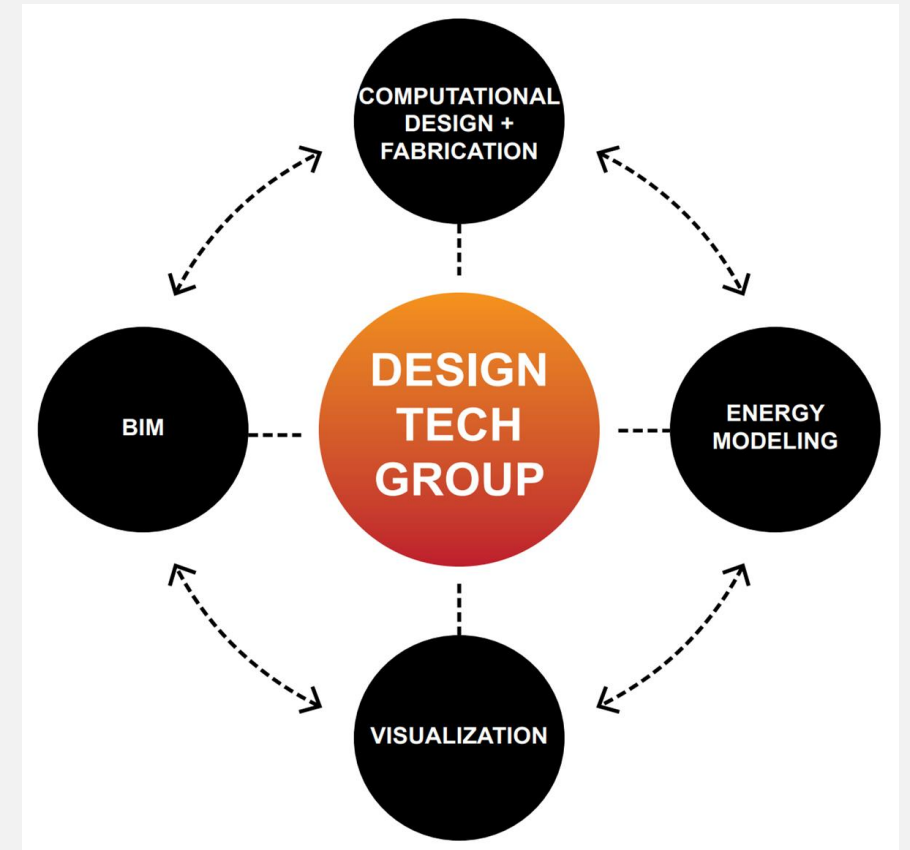 COMPUTATIONAL
DESIGN +
FABRICATION
DESIGN
TECH
GROUP
BIM
ENERGY
MODELING
VISUALIZATION